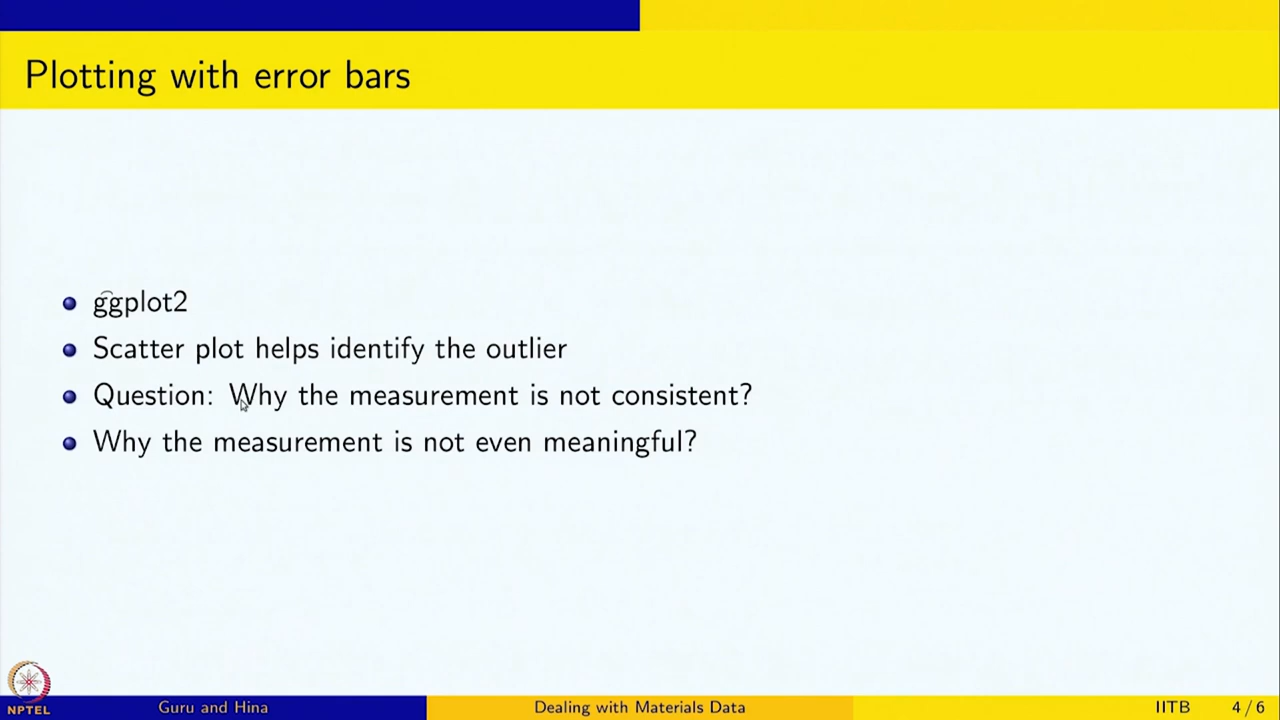 Plotting with error bars
ggplot2
Scatter plot helps identify the outlier
Question: Why the measurement is not consistent?
Why the measurement is not even meaningful?
NPTEL
Guru and Hina
Dealing with Materials Data
IITB
4 / 6